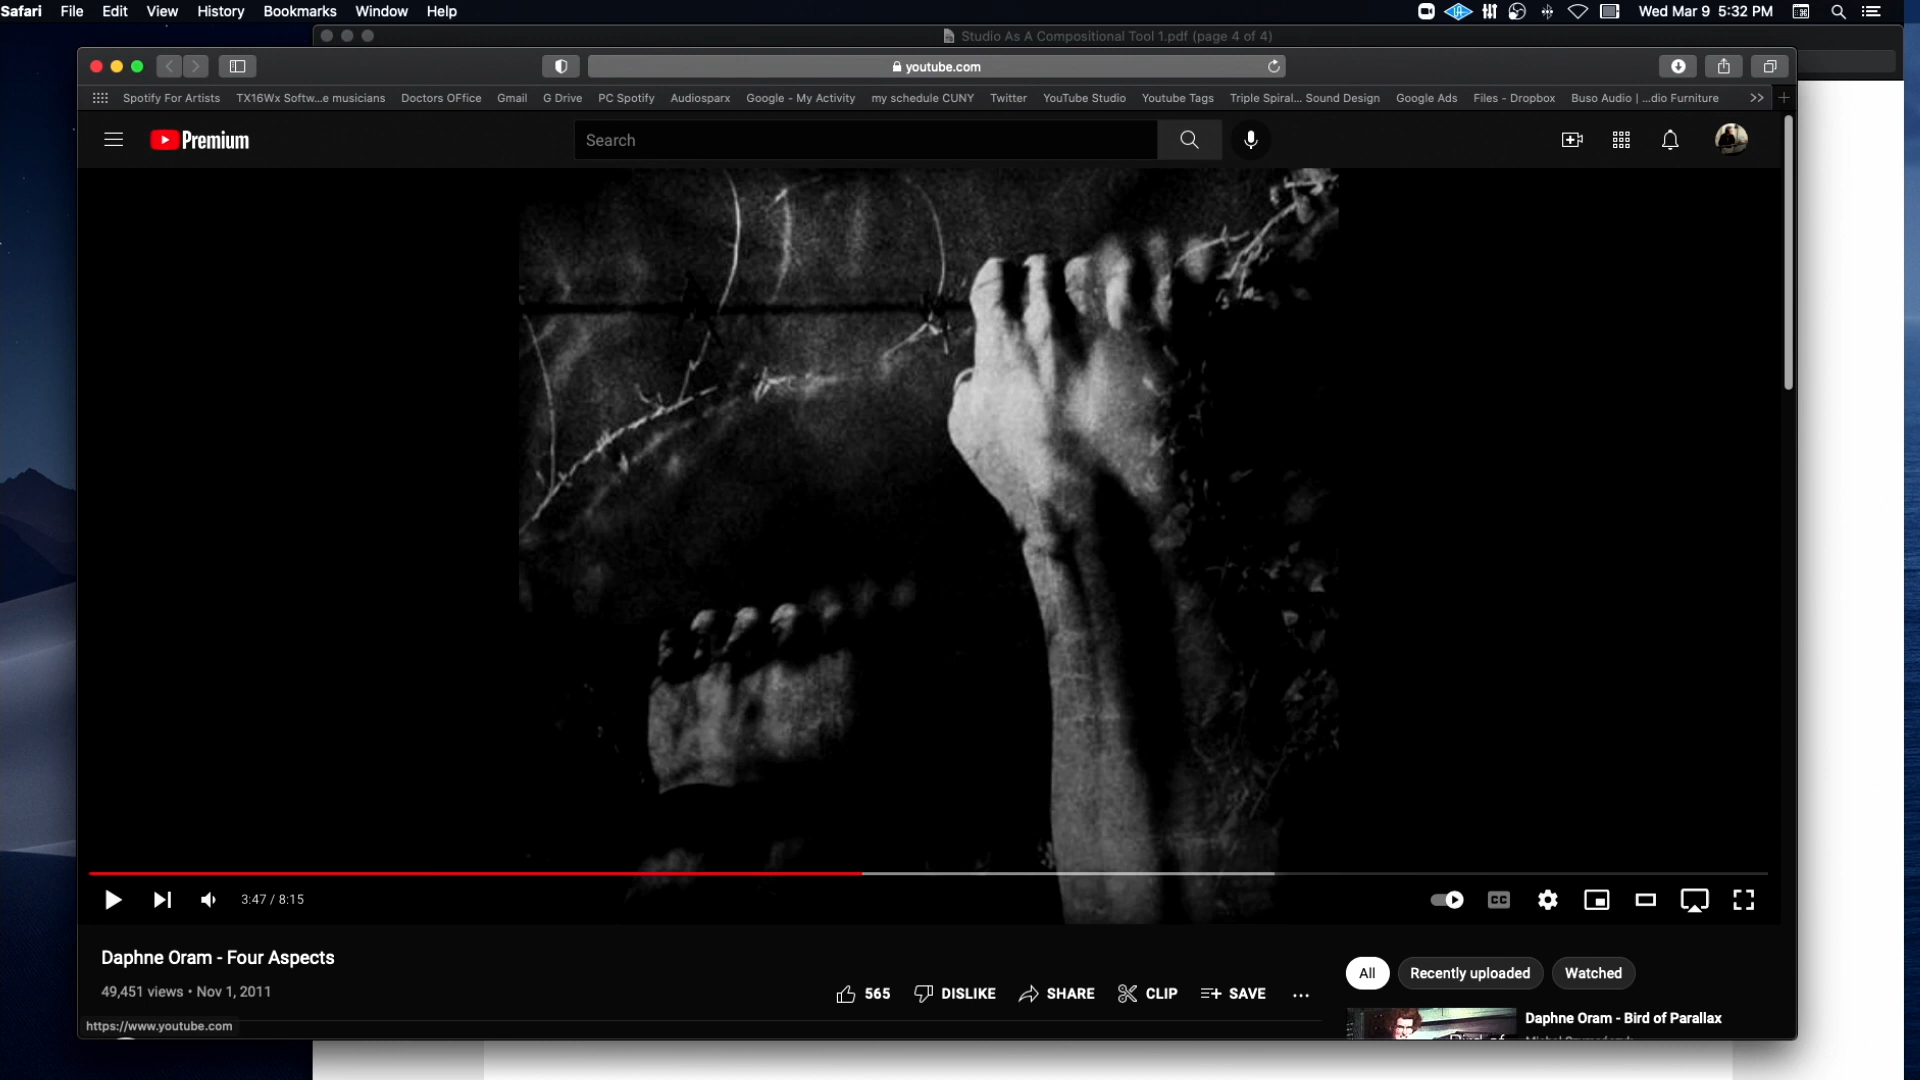 Safari File Edit View History Bookmarks Window Help Wed Mar 9 5:32 PM
Studio As A Compositional Tool 1.pdf (page 4 of 4)
youtube.com
Spotify For Artists TX16Wx Softw...e musicians Doctors OFfice Gmail G Drive PC Spotify Audiosparx Google - My Activity my schedule CUNY Twitter YouTube Studio Youtube Tags Triple Spiral... Sound Design Google Ads Files - Dropbox Buso Audio | ...dio Furniture >>
Premium
Search
3:47 / 8:15
CC
Daphne Oram - Four Aspects
49,451 views • Nov 1, 2011
565 DISLIKE SHARE CLIP SAVE ...
All Recently uploaded Watched
Daphne Oram - Bird of Parallax
https://www.youtube.com